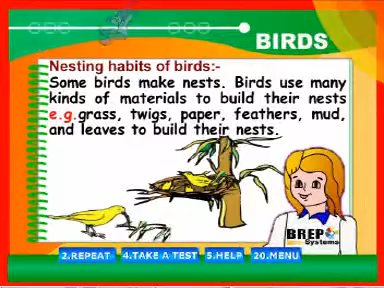 BIRDS
Nesting habits of birds:-
Some birds make nests. Birds use many
kinds of materials to build their nests
e.g.grass, twigs, paper, feathers, mud,
and leaves to build their nests.
BREP
Systems
2.REPEAT 4.TAKE A TEST 5.HELP 20.MENU